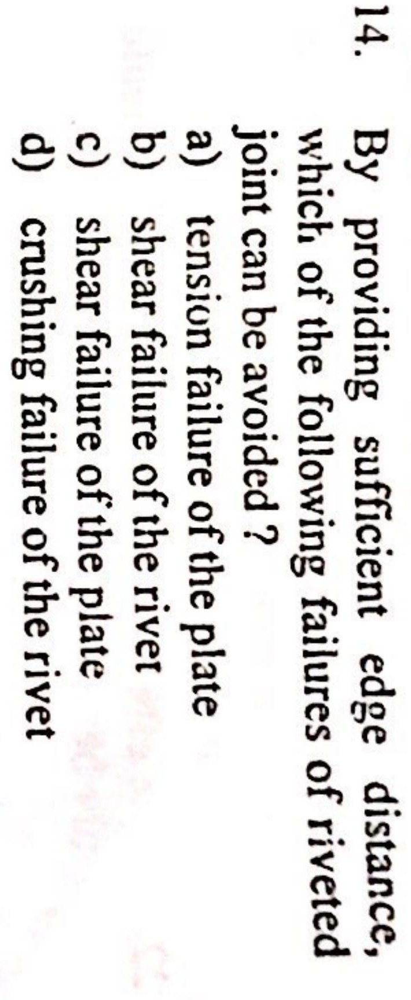 14. By providing sufficient edge distance,
which of the following failures of riveted
joint can be avoided ?
a) tension failure of the plate
b) shear failure of the rivet
c) shear failure of the plate
d) crushing failure of the rivet